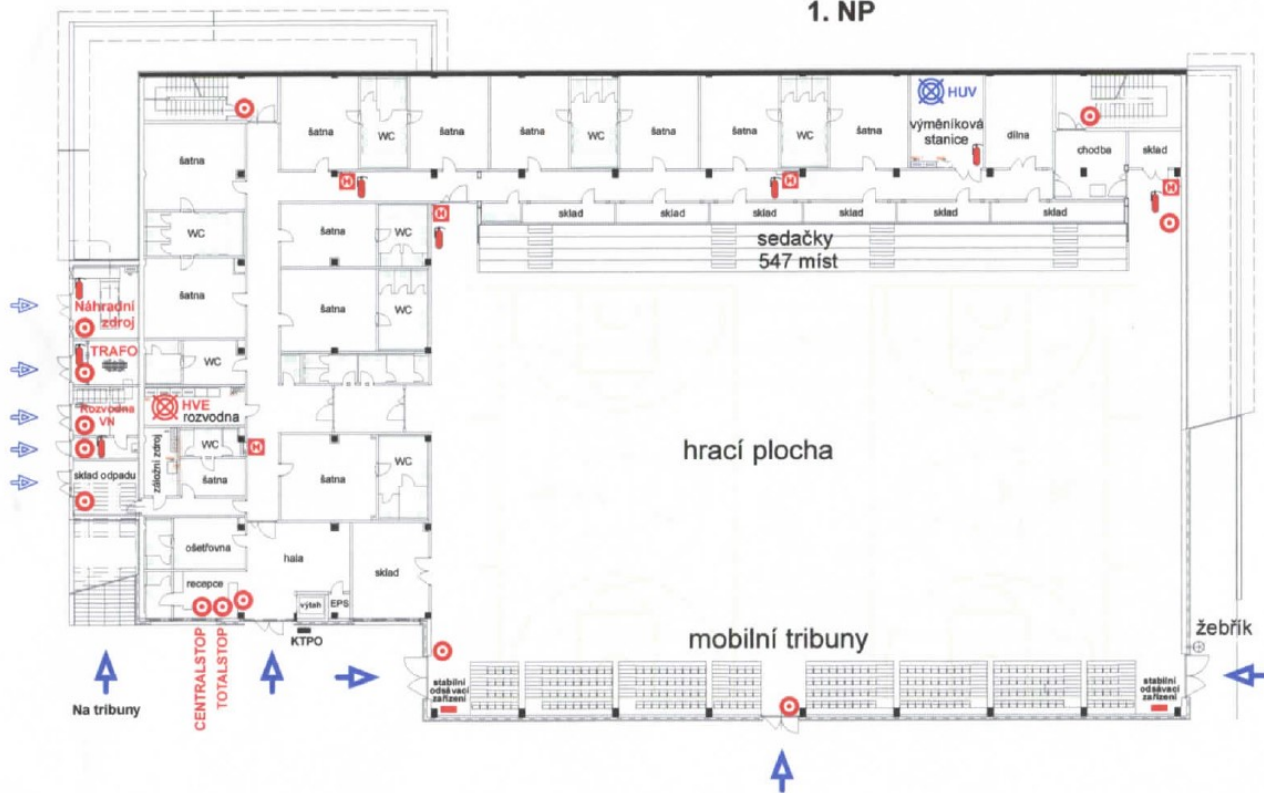 1. NP
HUV
šatna
WC
šatna
šatna
WC
šatna
šatna
WC
šatna
výměníková
stanice
dílna
chodba
sklad
šatna
H
H
H
H
WC
šatna
WC
sklad
sklad
sklad
sklad
sklad
sklad
sedačky
547 míst
šatna
šatna
WC
Náhradní
zdroj
TRAFO
WC
HVE
rozvodna
Rozvodna
VN
H
WC
záložní zdroj
šatna
šatna
WC
hrací plocha
sklad odpadu
ošetřovna
hala
sklad
recepce
výtah
EPS
KTPO
CENTRALSTOP
TOTALSTOP
Na tribuny
mobilní tribuny
žebřík
stabilní
odsávací
zařízení
stabilní
odsávací
zařízení